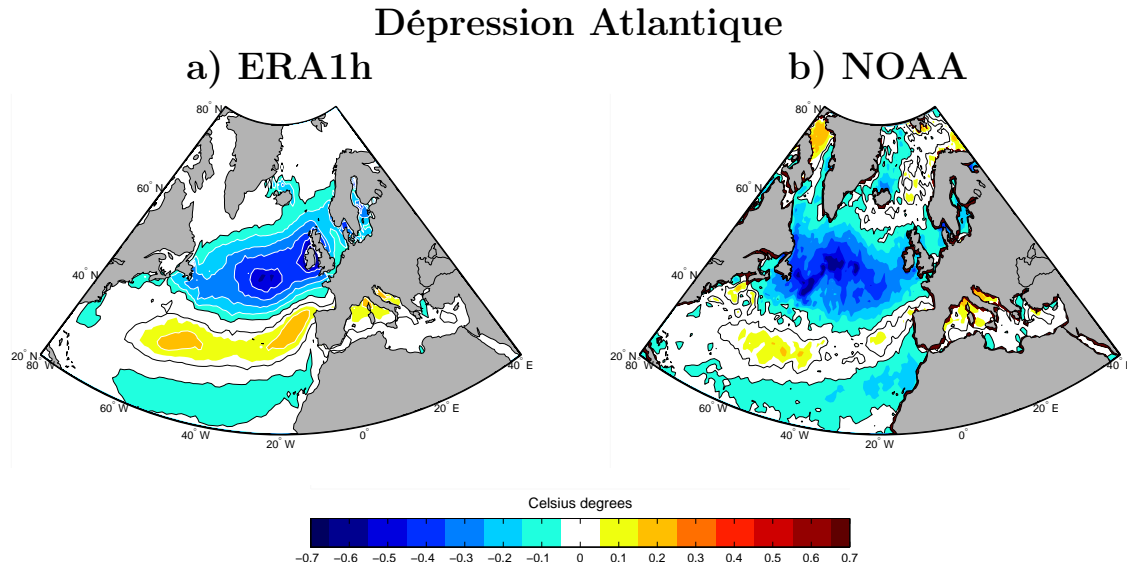 Dépression Atlantique
a) ERA1h
b) NOAA
80° N
60° N
40° N
20° N
80° W
60° W
40° W
20° W
0°
20° E
40° E
80° N
60° N
40° N
20° N
80° W
60° W
40° W
20° W
0°
20° E
40° E
Celsius degrees
−0.7 −0.6 −0.5 −0.4 −0.3 −0.2 −0.1 0 0.1 0.2 0.3 0.4 0.5 0.6 0.7